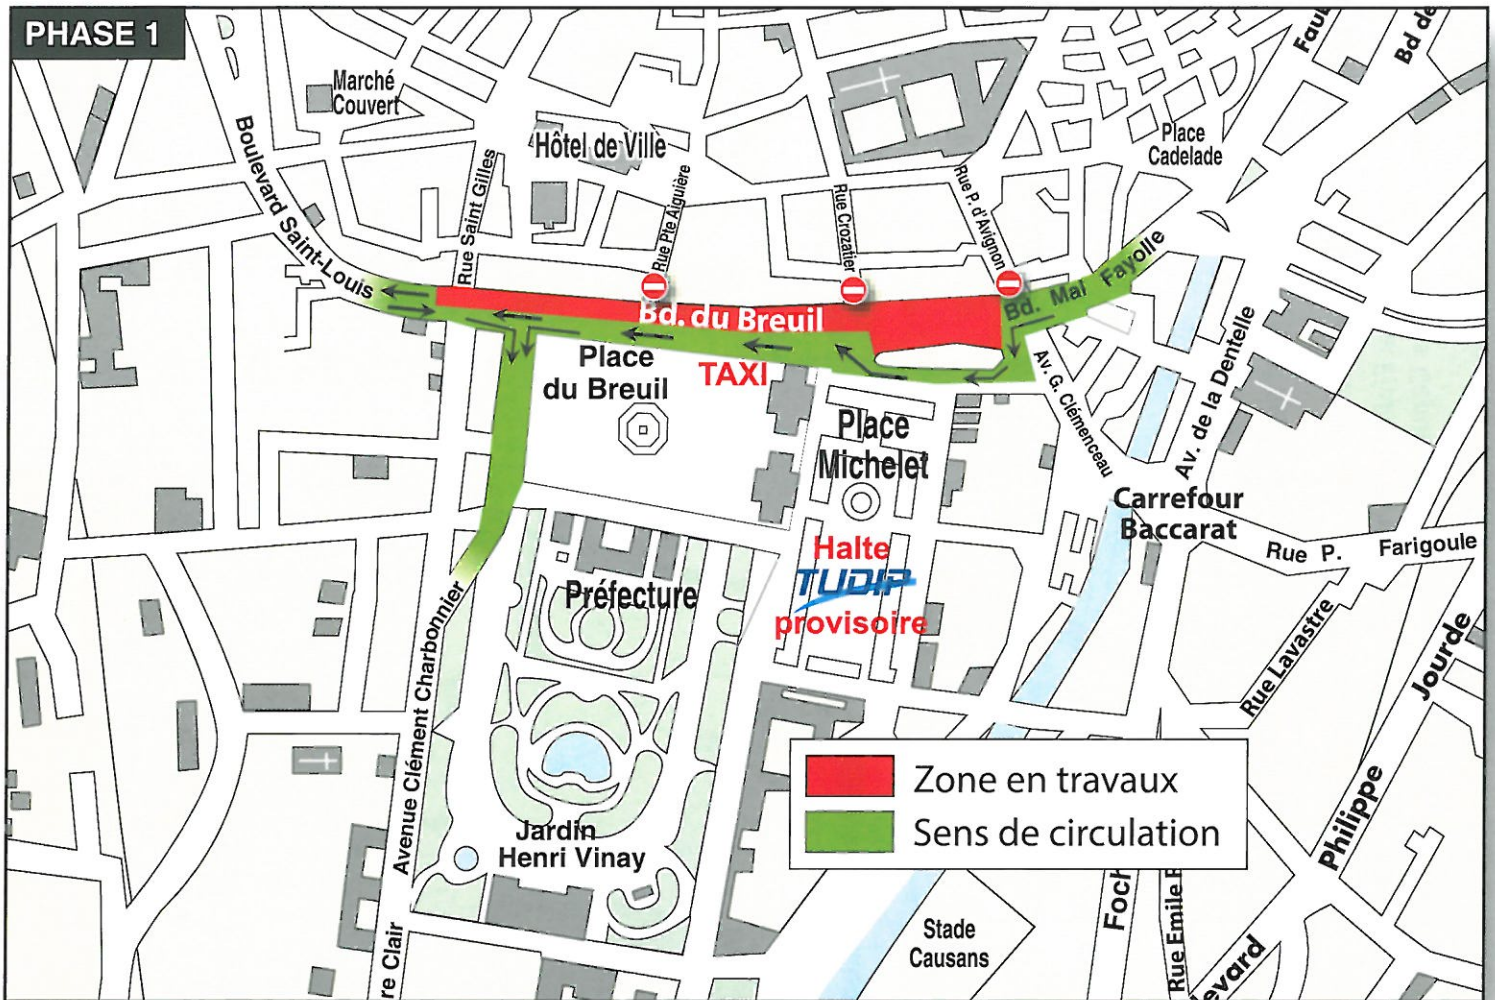 PHASE 1
Marché
Couvert
Hôtel de Ville
Place
Cadelade
Faub
Bd de
Boulevard Saint-Louis
Rue Saint Gilles
Rue Pte Aiguière
Rue Crozatier
Rue P. d'Avignon
Bd. Mal Fayolle
Bd. du Breuil
Place
du Breuil
TAXI
Place
Michelet
Av. G. Clémenceau
Av. de la Dentelle
Carrefour
Baccarat
Rue P. Farigoule
Halte
TUDIP
provisoire
Préfecture
Avenue Clément Charbonnier
Rue Lavastre
Philippe Jourde
Zone en travaux
Sens de circulation
Jardin
Henri Vinay
Stade
Causans
re Clair
Foch
Rue Emile R
levard